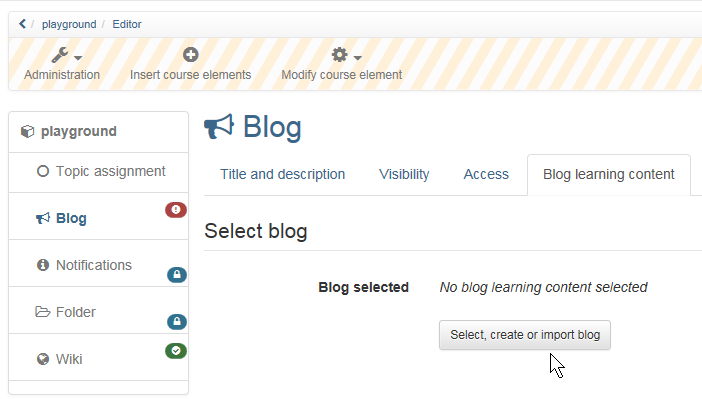 playground / Editor
Administration Insert course elements Modify course element
playground
Topic assignment
Blog
Notifications
Folder
Wiki
Blog
Title and description Visibility Access Blog learning content
Select blog
Blog selected No blog learning content selected
Select, create or import blog